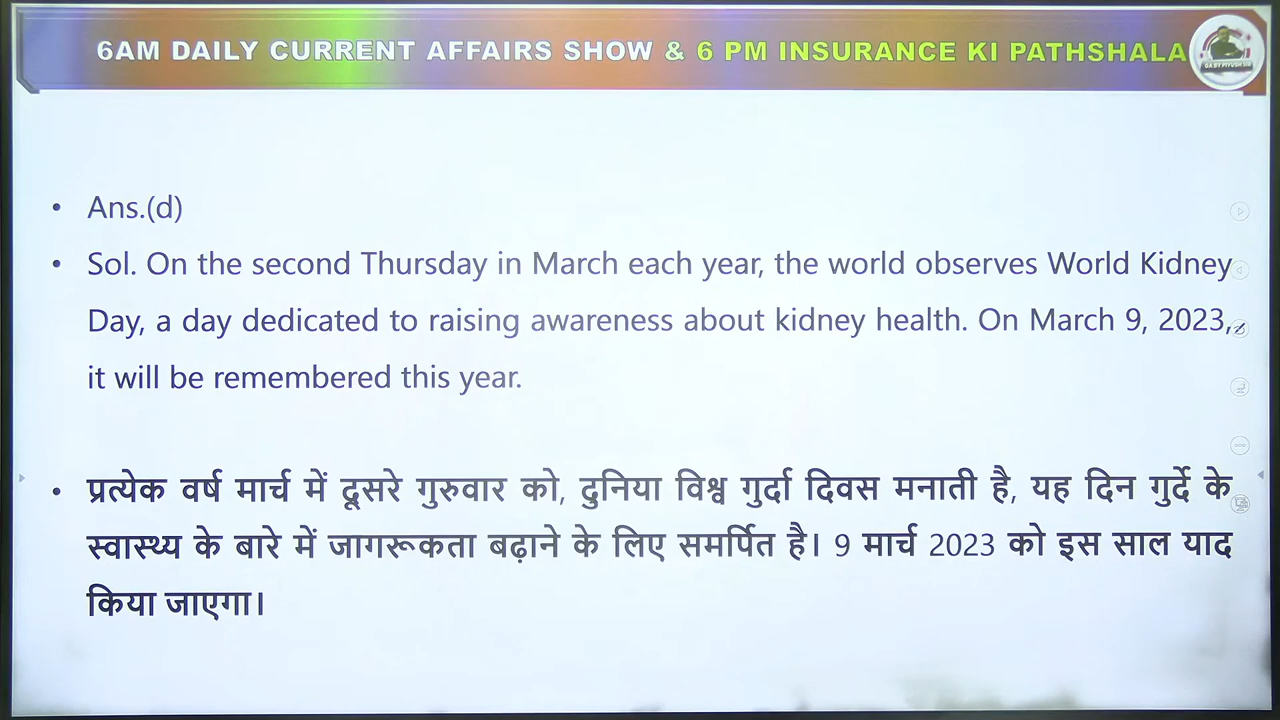 6AM DAILY CURRENT AFFAIRS SHOW & 6 PM INSURANCE KI PATHSHALA
• Ans.(d)
• Sol. On the second Thursday in March each year, the world observes World Kidney
Day, a day dedicated to raising awareness about kidney health. On March 9, 2023,
it will be remembered this year.
• प्रत्येक वर्ष मार्च में दूसरे गुरुवार को, दुनिया विश्व गुर्दा दिवस मनाती है, यह दिन गुर्दे के
स्वास्थ्य के बारे में जागरूकता बढ़ाने के लिए समर्पित है। 9 मार्च 2023 को इस साल याद
किया जाएगा।